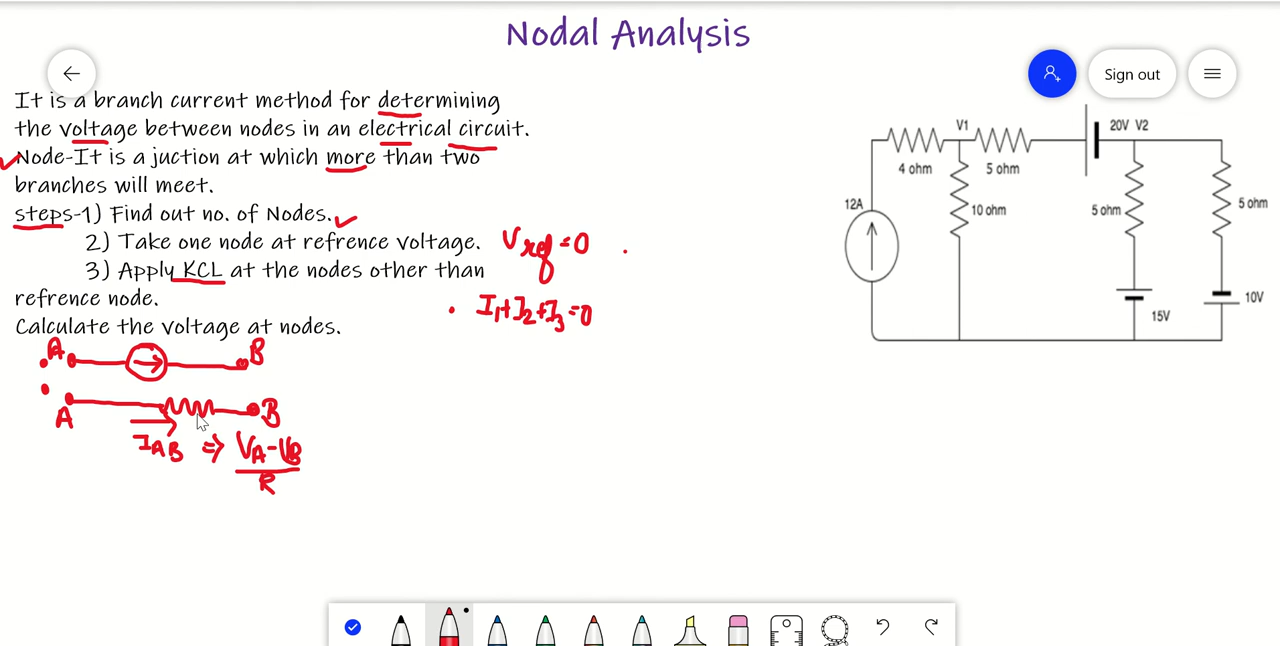 Nodal Analysis
Sign out
It is a branch current method for determining
the voltage between nodes in an electrical circuit.
Node-It is a juction at which more than two
branches will meet.
steps-1) Find out no. of Nodes.
2) Take one node at refrence voltage. Vref=0
3) Apply KCL at the nodes other than
refrence node.
I1+I2+I3=0
Calculate the voltage at nodes.
A B
A B
IAB ⇒ VA-VB
R
V1 20V V2
4 ohm 5 ohm
12A 10 ohm 5 ohm 5 ohm
15V 10V